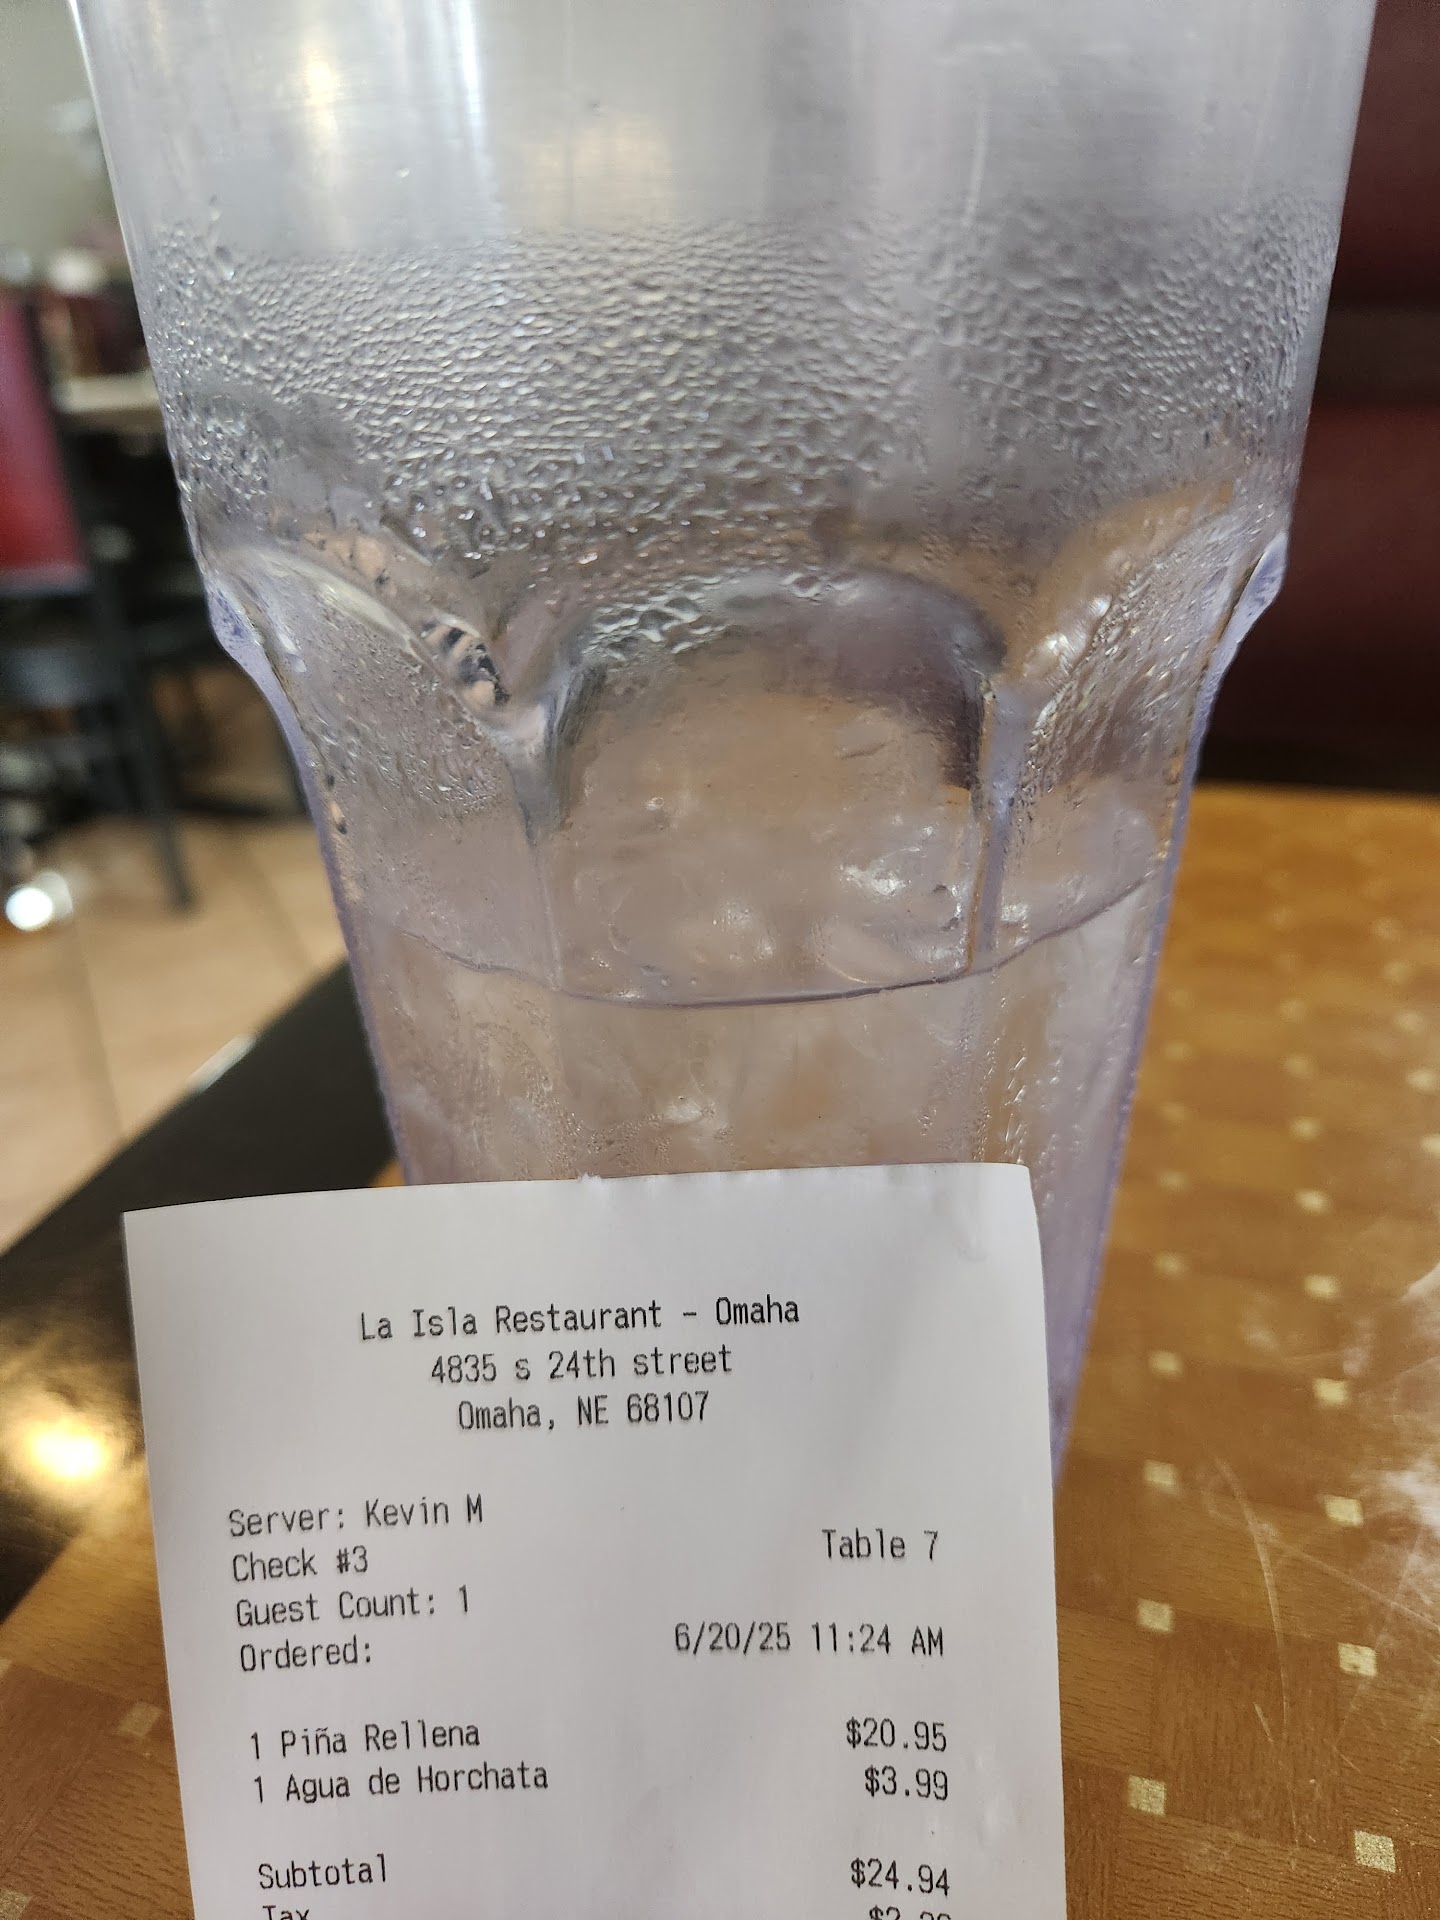 La Isla Restaurant - Omaha
4835 s 24th street
Omaha, NE 68107
Server: Kevin M
Check #3 Table 7
Guest Count: 1
Ordered: 6/20/25 11:24 AM
1 Piña Rellena $20.95
1 Agua de Horchata $3.99
Subtotal $24.94
Tax